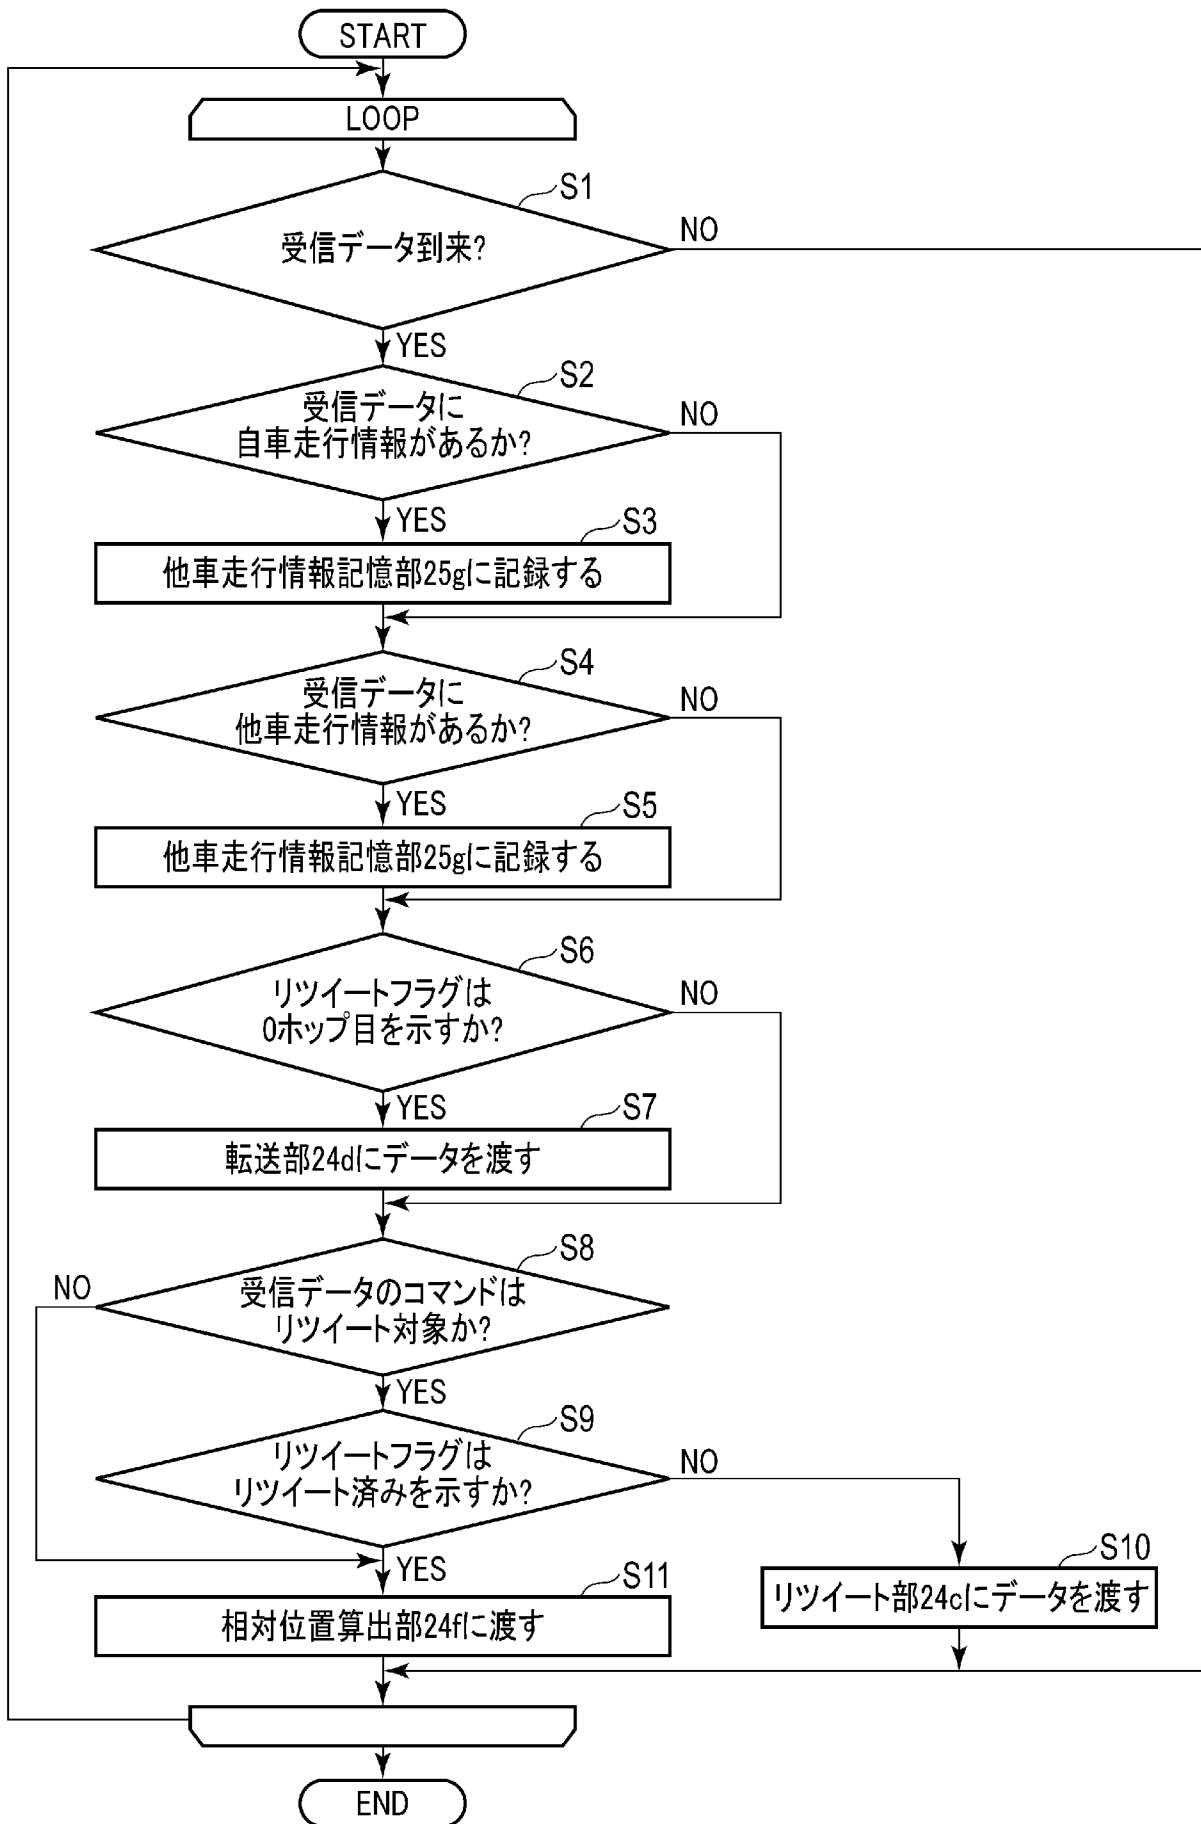 START
LOOP
S1
受信データ到来?
NO
YES
S2
受信データに
自車走行情報があるか?
NO
YES
S3
他車走行情報記憶部25gに記録する
S4
受信データに
他車走行情報があるか?
NO
YES
S5
他車走行情報記憶部25gに記録する
S6
リツイートフラグは
0ホップ目を示すか?
NO
YES
S7
転送部24dにデータを渡す
S8
受信データのコマンドは
リツイート対象か?
NO
YES
S9
リツイートフラグは
リツイート済みを示すか?
NO
YES
S10
リツイート部24cにデータを渡す
S11
相対位置算出部24fに渡す
END